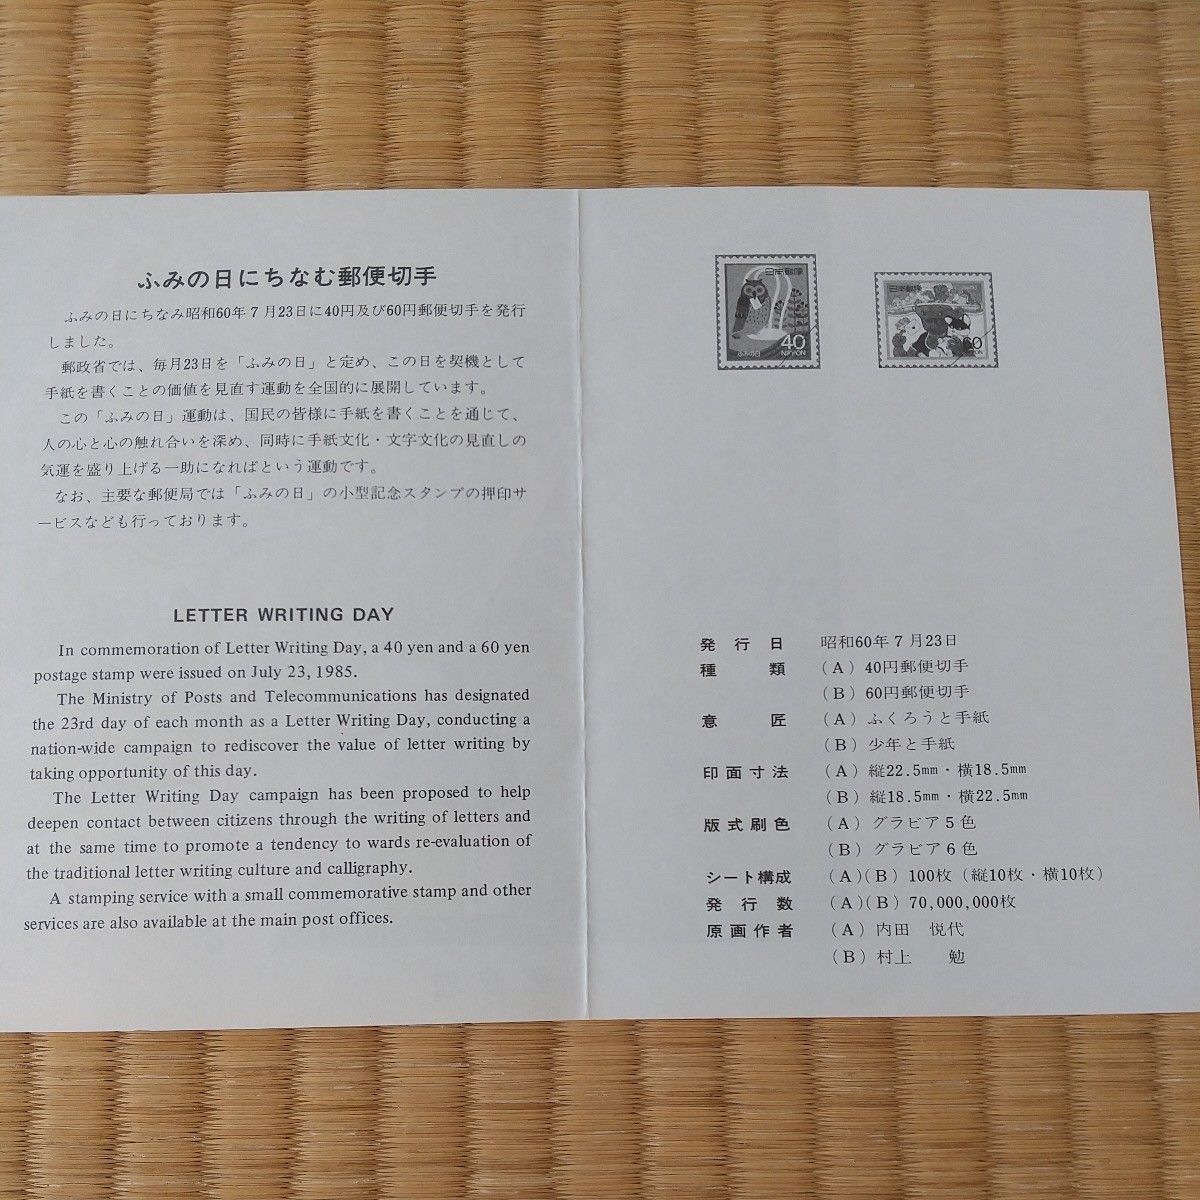 ふみの日にちなむ郵便切手
ふみの日にちなみ昭和60年7月23日に40円及び60円郵便切手を発行
しました。
郵政省では、毎月23日を「ふみの日」と定め、この日を契機として
手紙を書くことの価値を見直す運動を全国的に展開しています。
この「ふみの日」運動は、国民の皆様に手紙を書くことを通じて、
人の心と心の触れ合いを深め、同時に手紙文化・文字文化の見直しの
気運を盛り上げる一助になればという運動です。
なお、主要な郵便局では「ふみの日」の小型記念スタンプの押印サ
ービスなども行っております。
LETTER WRITING DAY
In commemoration of Letter Writing Day, a 40 yen and a 60 yen
postage stamp were issued on July 23, 1985.
The Ministry of Posts and Telecommunications has designated
the 23rd day of each month as a Letter Writing Day, conducting a
nation-wide campaign to rediscover the value of letter writing by
taking opportunity of this day.
The Letter Writing Day campaign has been proposed to help
deepen contact between citizens through the writing of letters and
at the same time to promote a tendency to wards re-evaluation of
the traditional letter writing culture and calligraphy.
A stamping service with a small commemorative stamp and other
services are also available at the main post offices.
日本郵便
ふみの日
40
NIPPON
日本郵便
60
発行日 昭和60年7月23日
種類 (A) 40円郵便切手
(B) 60円郵便切手
意匠 (A) ふくろうと手紙
(B) 少年と手紙
印面寸法 (A) 縦22.5mm・横18.5mm
(B) 縦18.5mm・横22.5mm
版式刷色 (A) グラビア5色
(B) グラビア6色
シート構成 (A)(B) 100枚(縦10枚・横10枚)
発行数 (A)(B) 70,000,000枚
原画作者 (A) 内田 悦代
(B) 村上 勉